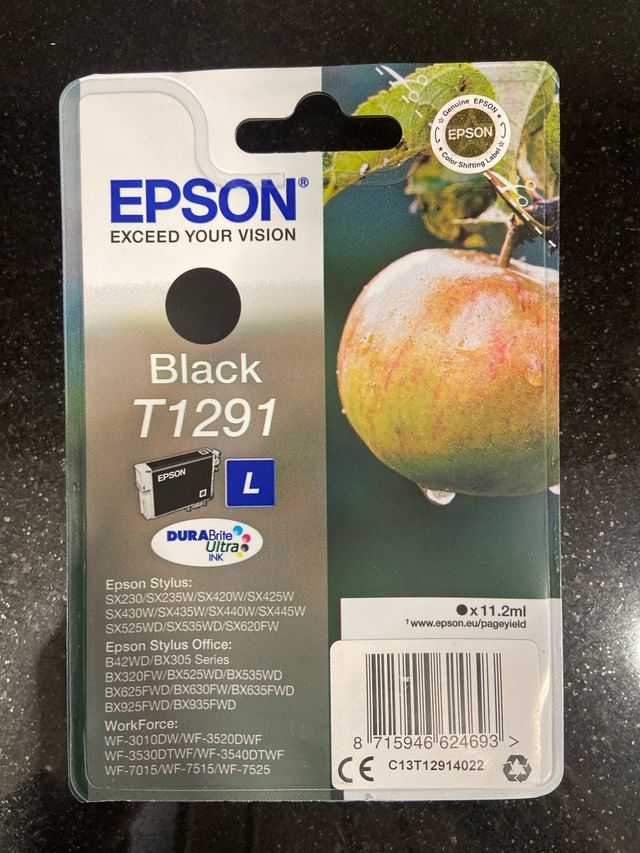 Genuine EPSON
EPSON
Color Shifting Label
EPSON®
EXCEED YOUR VISION
Black
T1291
EPSON
L
DURABrite
Ultra
INK
Epson Stylus:
SX230/SX235W/SX420W/SX425W
SX430W/SX435W/SX440W/SX445W
SX525WD/SX535WD/SX620FW
Epson Stylus Office:
B42WD/BX305 Series
BX320FW/BX525WD/BX535WD
BX625FWD/BX630FW/BX635FWD
BX925FWD/BX935FWD
WorkForce:
WF-3010DW/WF-3520DWF
WF-3530DTWF/WF-3540DTWF
WF-7015/WF-7515/WF-7525
x 11.2ml
†www.epson.eu/pageyield
8 715946 624693 >
CE C13T12914022